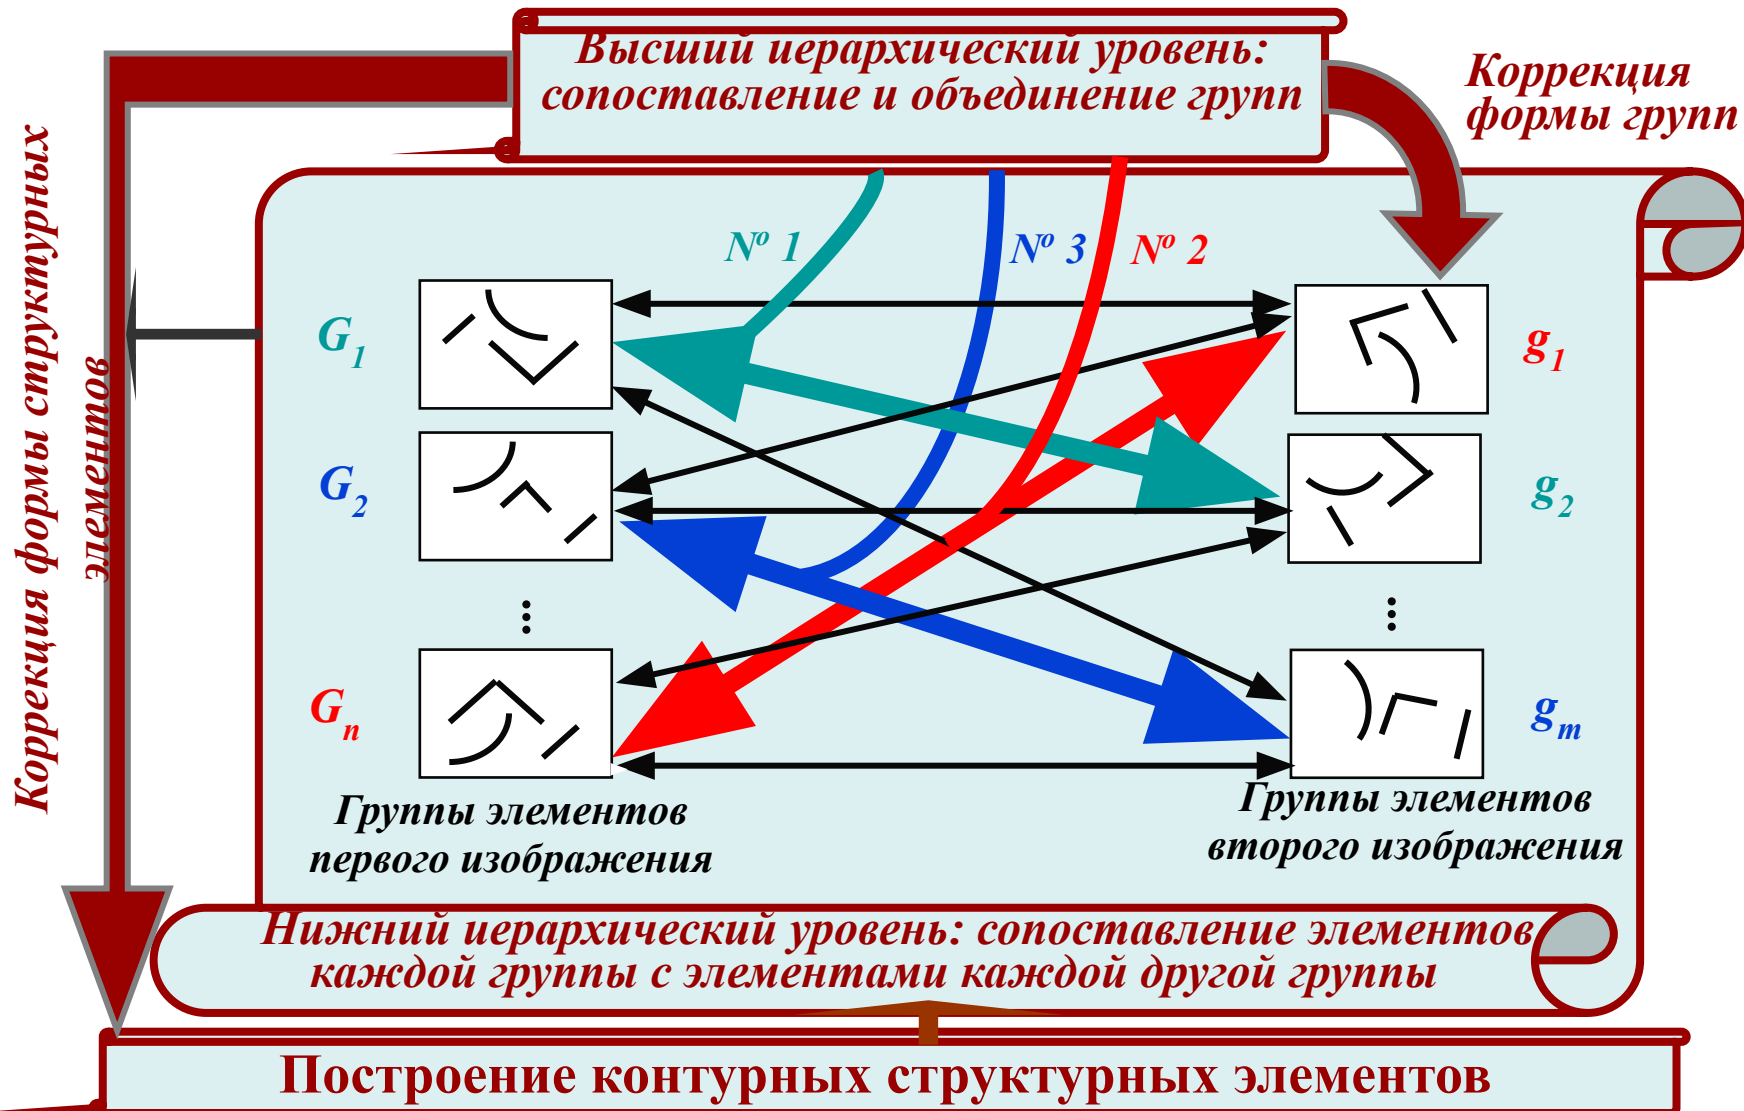 Высший иерархический уровень:
сопоставление и объединение групп
Коррекция
формы групп
Коррекция формы структурных
элементов
№ 1
№ 3
№ 2
G1
g1
G2
g2
...
...
Gn
gm
Группы элементов
первого изображения
Группы элементов
второго изображения
Нижний иерархический уровень: сопоставление элементов
каждой группы с элементами каждой другой группы
Построение контурных структурных элементов